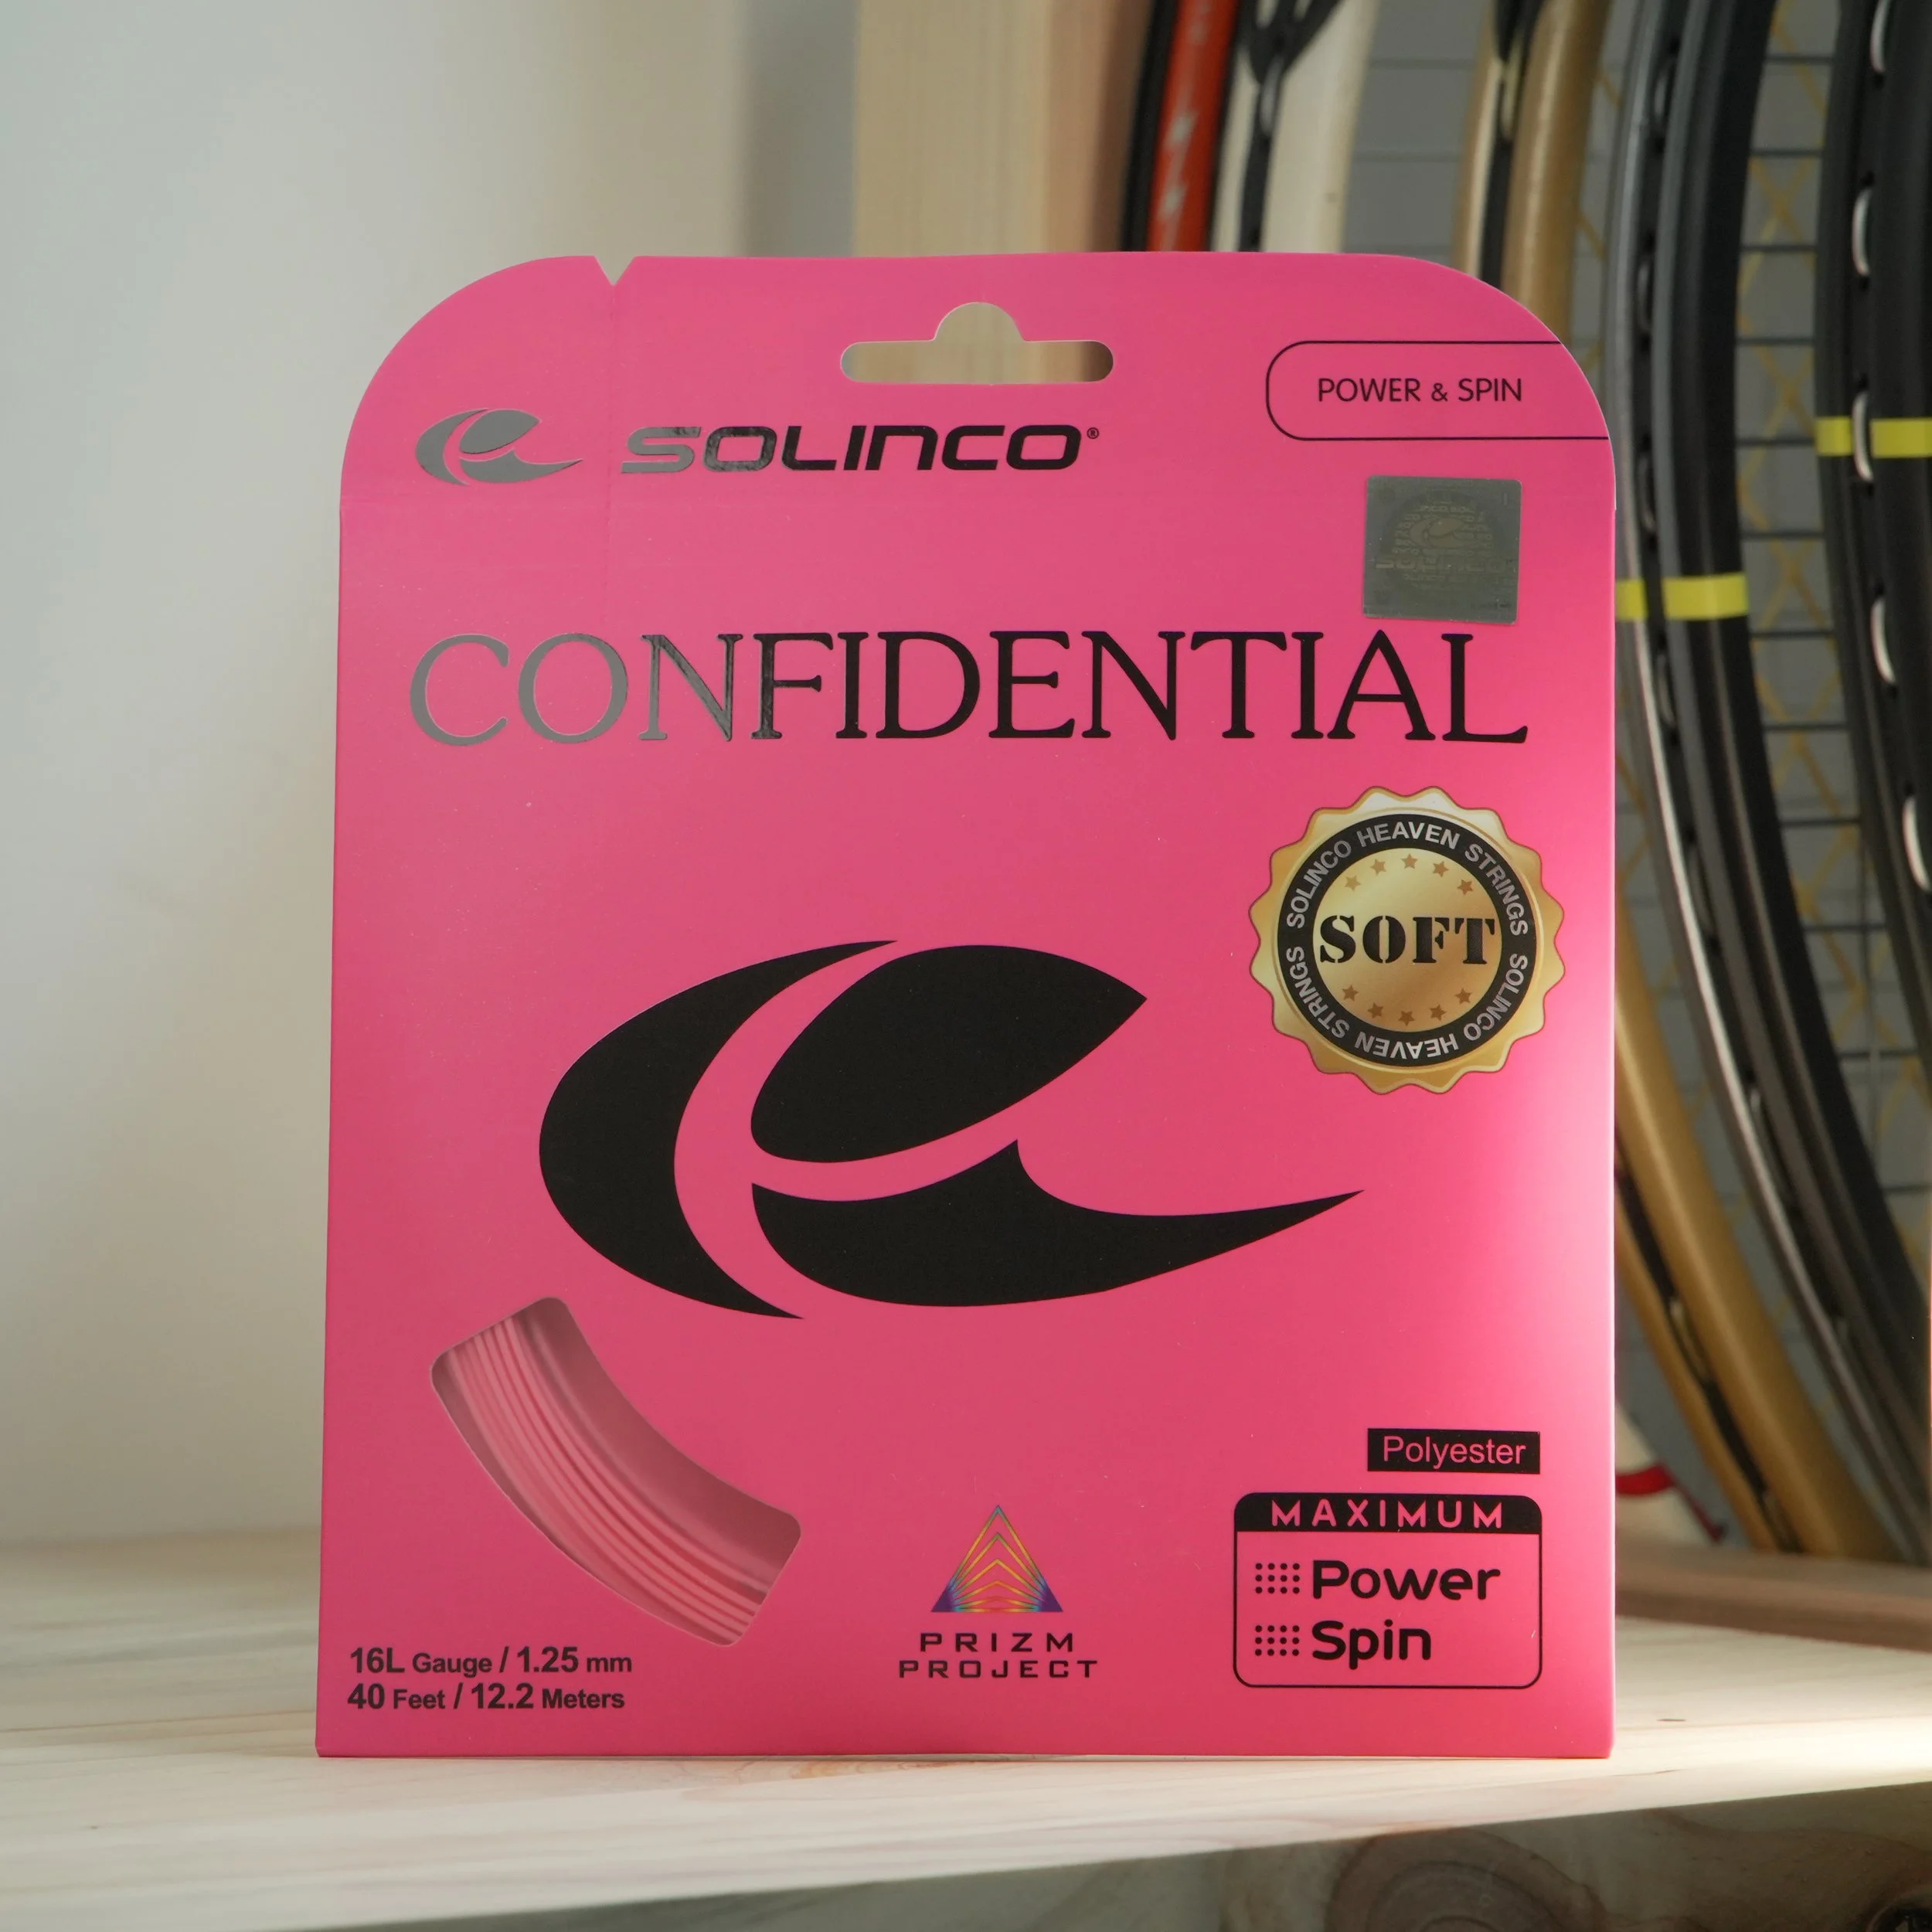 POWER & SPIN
SOLINCO®
CONFIDENTIAL
SOLINCO HEAVEN STRINGS SOLINCO HEAVEN STRINGS
SOFT
Polyester
MAXIMUM
Power
Spin
PRIZM
PROJECT
16L Gauge / 1.25 mm
40 Feet / 12.2 Meters